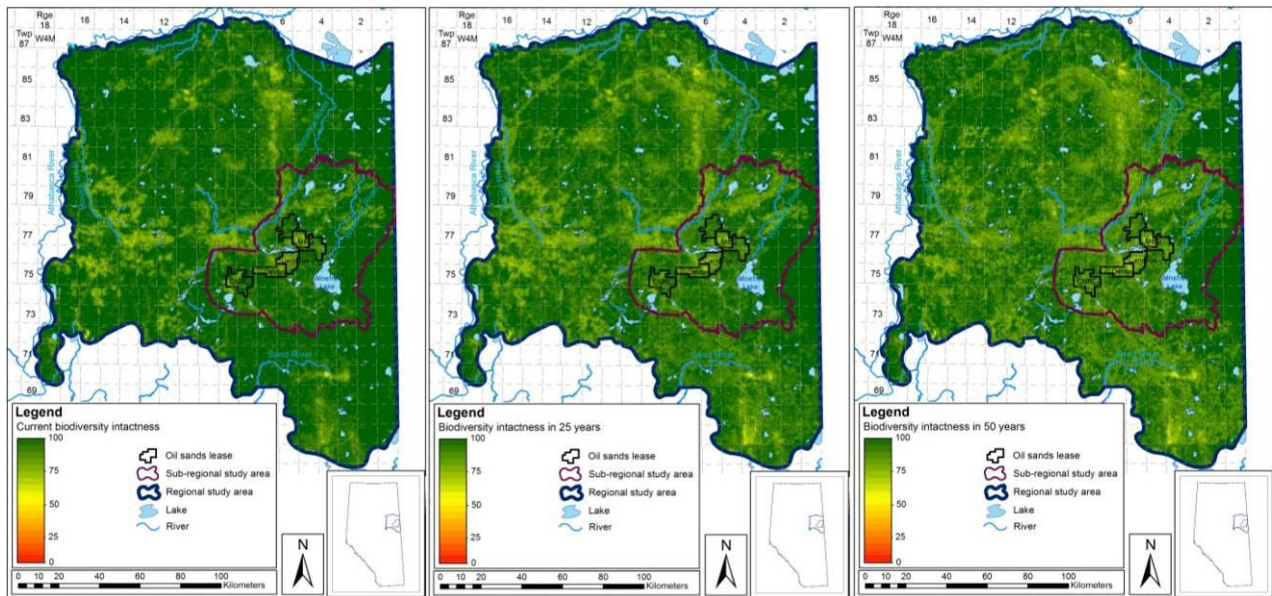 Rge
18 16 6 4 2
Twp W4M
87
85
83
81
79
77
75
73
71
69
Athabasca River
Lake
Sand River
Legend
Current biodiversity intactness
100
75
50
25
0
Oil sands lease
Sub-regional study area
Regional study area
Lake
River
N
0 10 20 40 60 80 100
Kilometers
Rge
18 16 6 4 2
Twp W4M
87
85
83
81
79
77
75
73
71
69
Athabasca River
Lake
Sand River
Legend
Biodiversity intactness in 25 years
100
75
50
25
0
Oil sands lease
Sub-regional study area
Regional study area
Lake
River
N
0 10 20 40 60 80 100
Kilometers
Rge
18 16 6 4 2
Twp W4M
87
85
83
81
79
77
75
73
71
69
Athabasca River
Lake
Legend
Biodiversity intactness in 50 years
100
75
50
25
0
Oil sands lease
Sub-regional study area
Regional study area
Lake
River
N
0 10 20 40 60 80 100
Kilometers